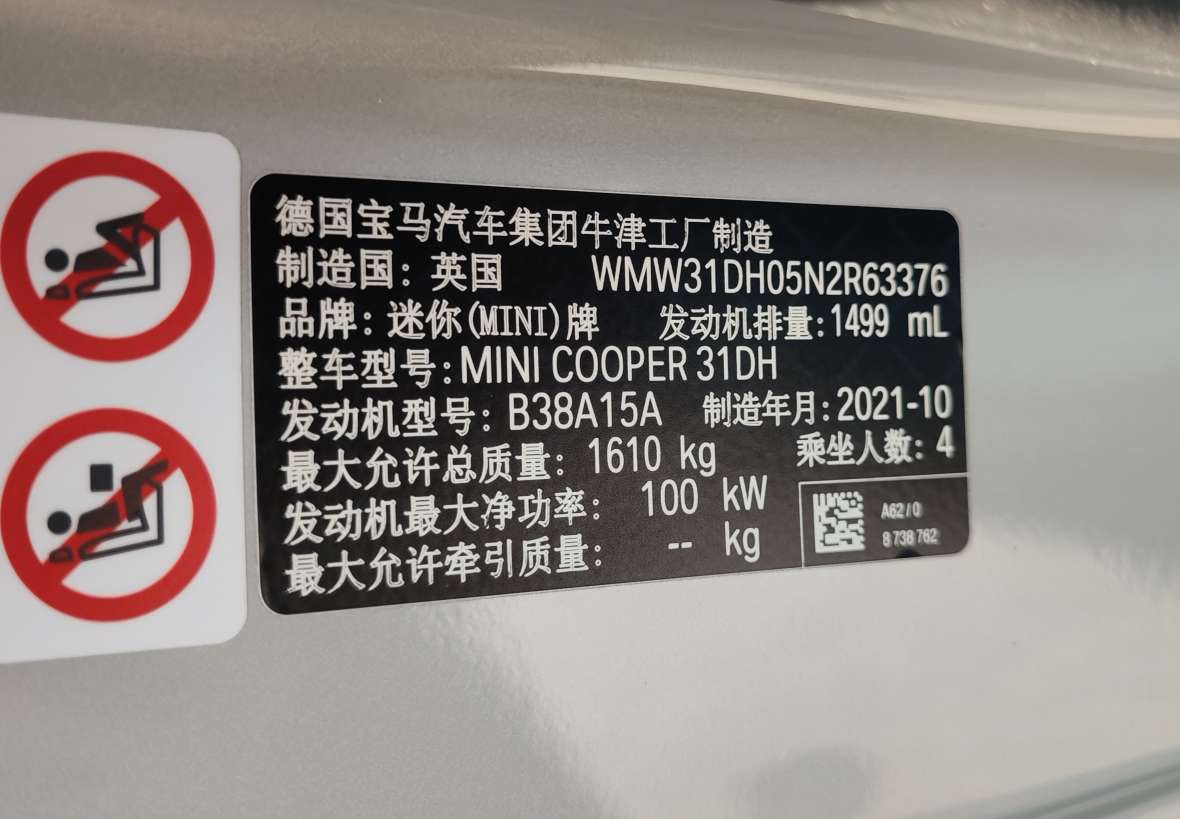 德国宝马汽车集团牛津工厂制造
制造国：英国 WMW31DH05N2R63376
品牌：迷你(MINI)牌 发动机排量：1499 mL
整车型号：MINI COOPER 31DH
发动机型号：B38A15A 制造年月：2021-10
最大允许总质量：1610 kg 乘坐人数：4
发动机最大净功率：100 kW
最大允许牵引质量：-- kg
A62/0
8 738 762